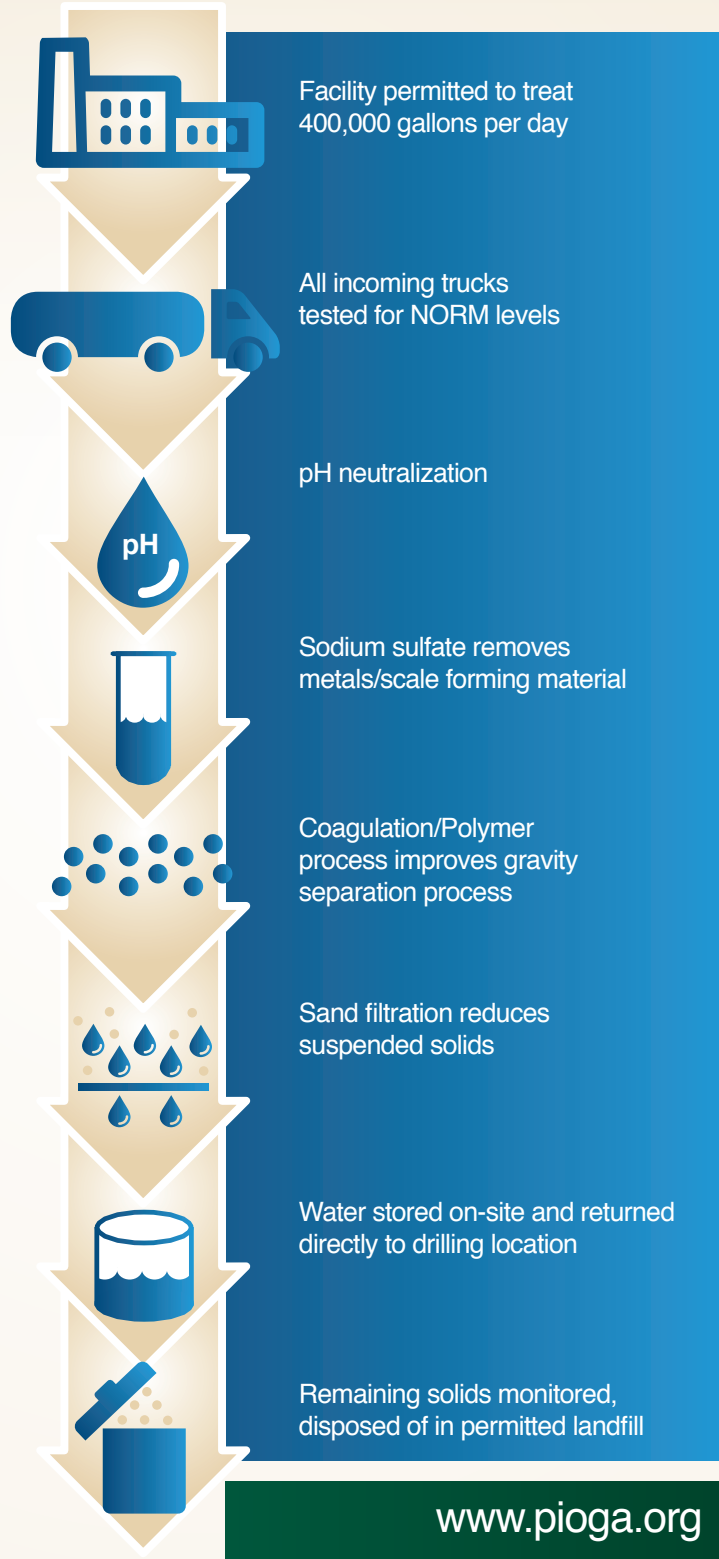 Facility permitted to treat
400,000 gallons per day
All incoming trucks
tested for NORM levels
pH neutralization
pH
Sodium sulfate removes
metals/scale forming material
Coagulation/Polymer
process improves gravity
separation process
Sand filtration reduces
suspended solids
Water stored on-site and returned
directly to drilling location
Remaining solids monitored,
disposed of in permitted landfill
www.pioga.org